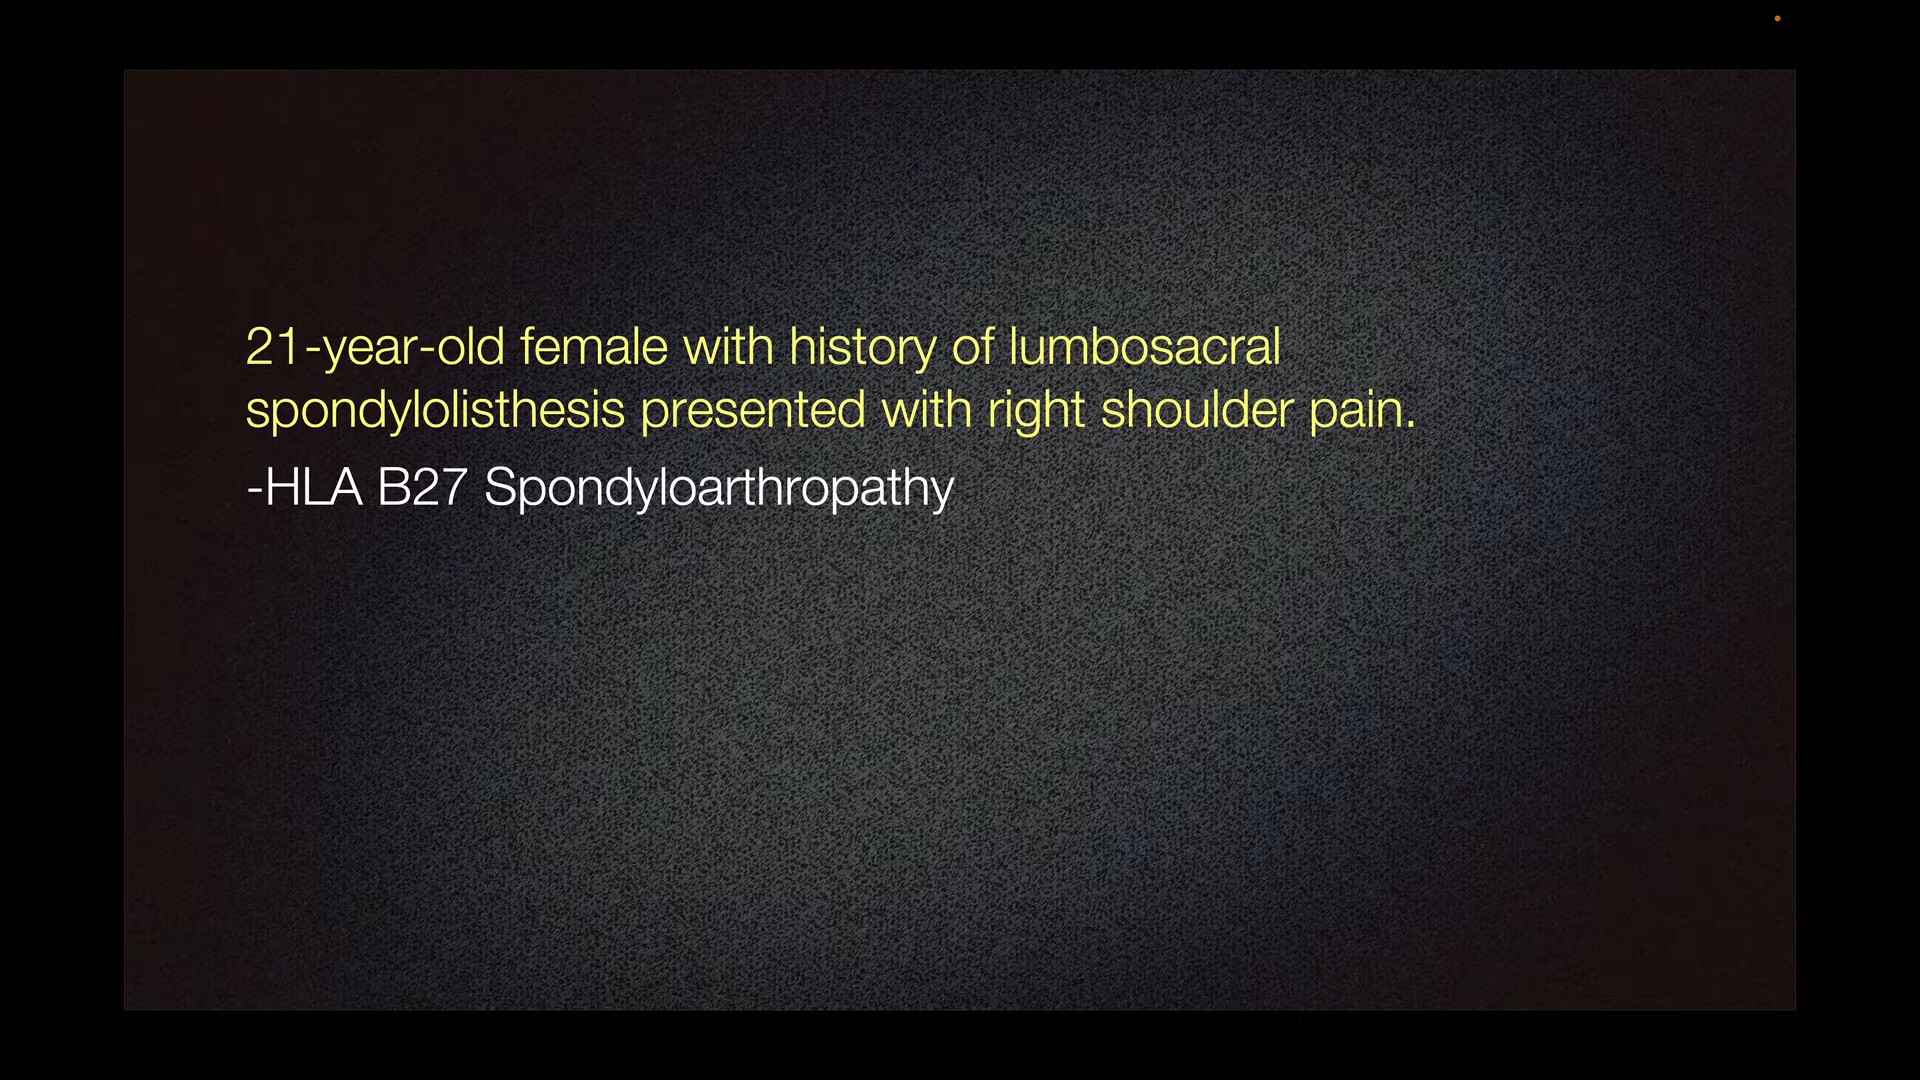 21-year-old female with history of lumbosacral
spondylolisthesis presented with right shoulder pain.
-HLA B27 Spondyloarthropathy